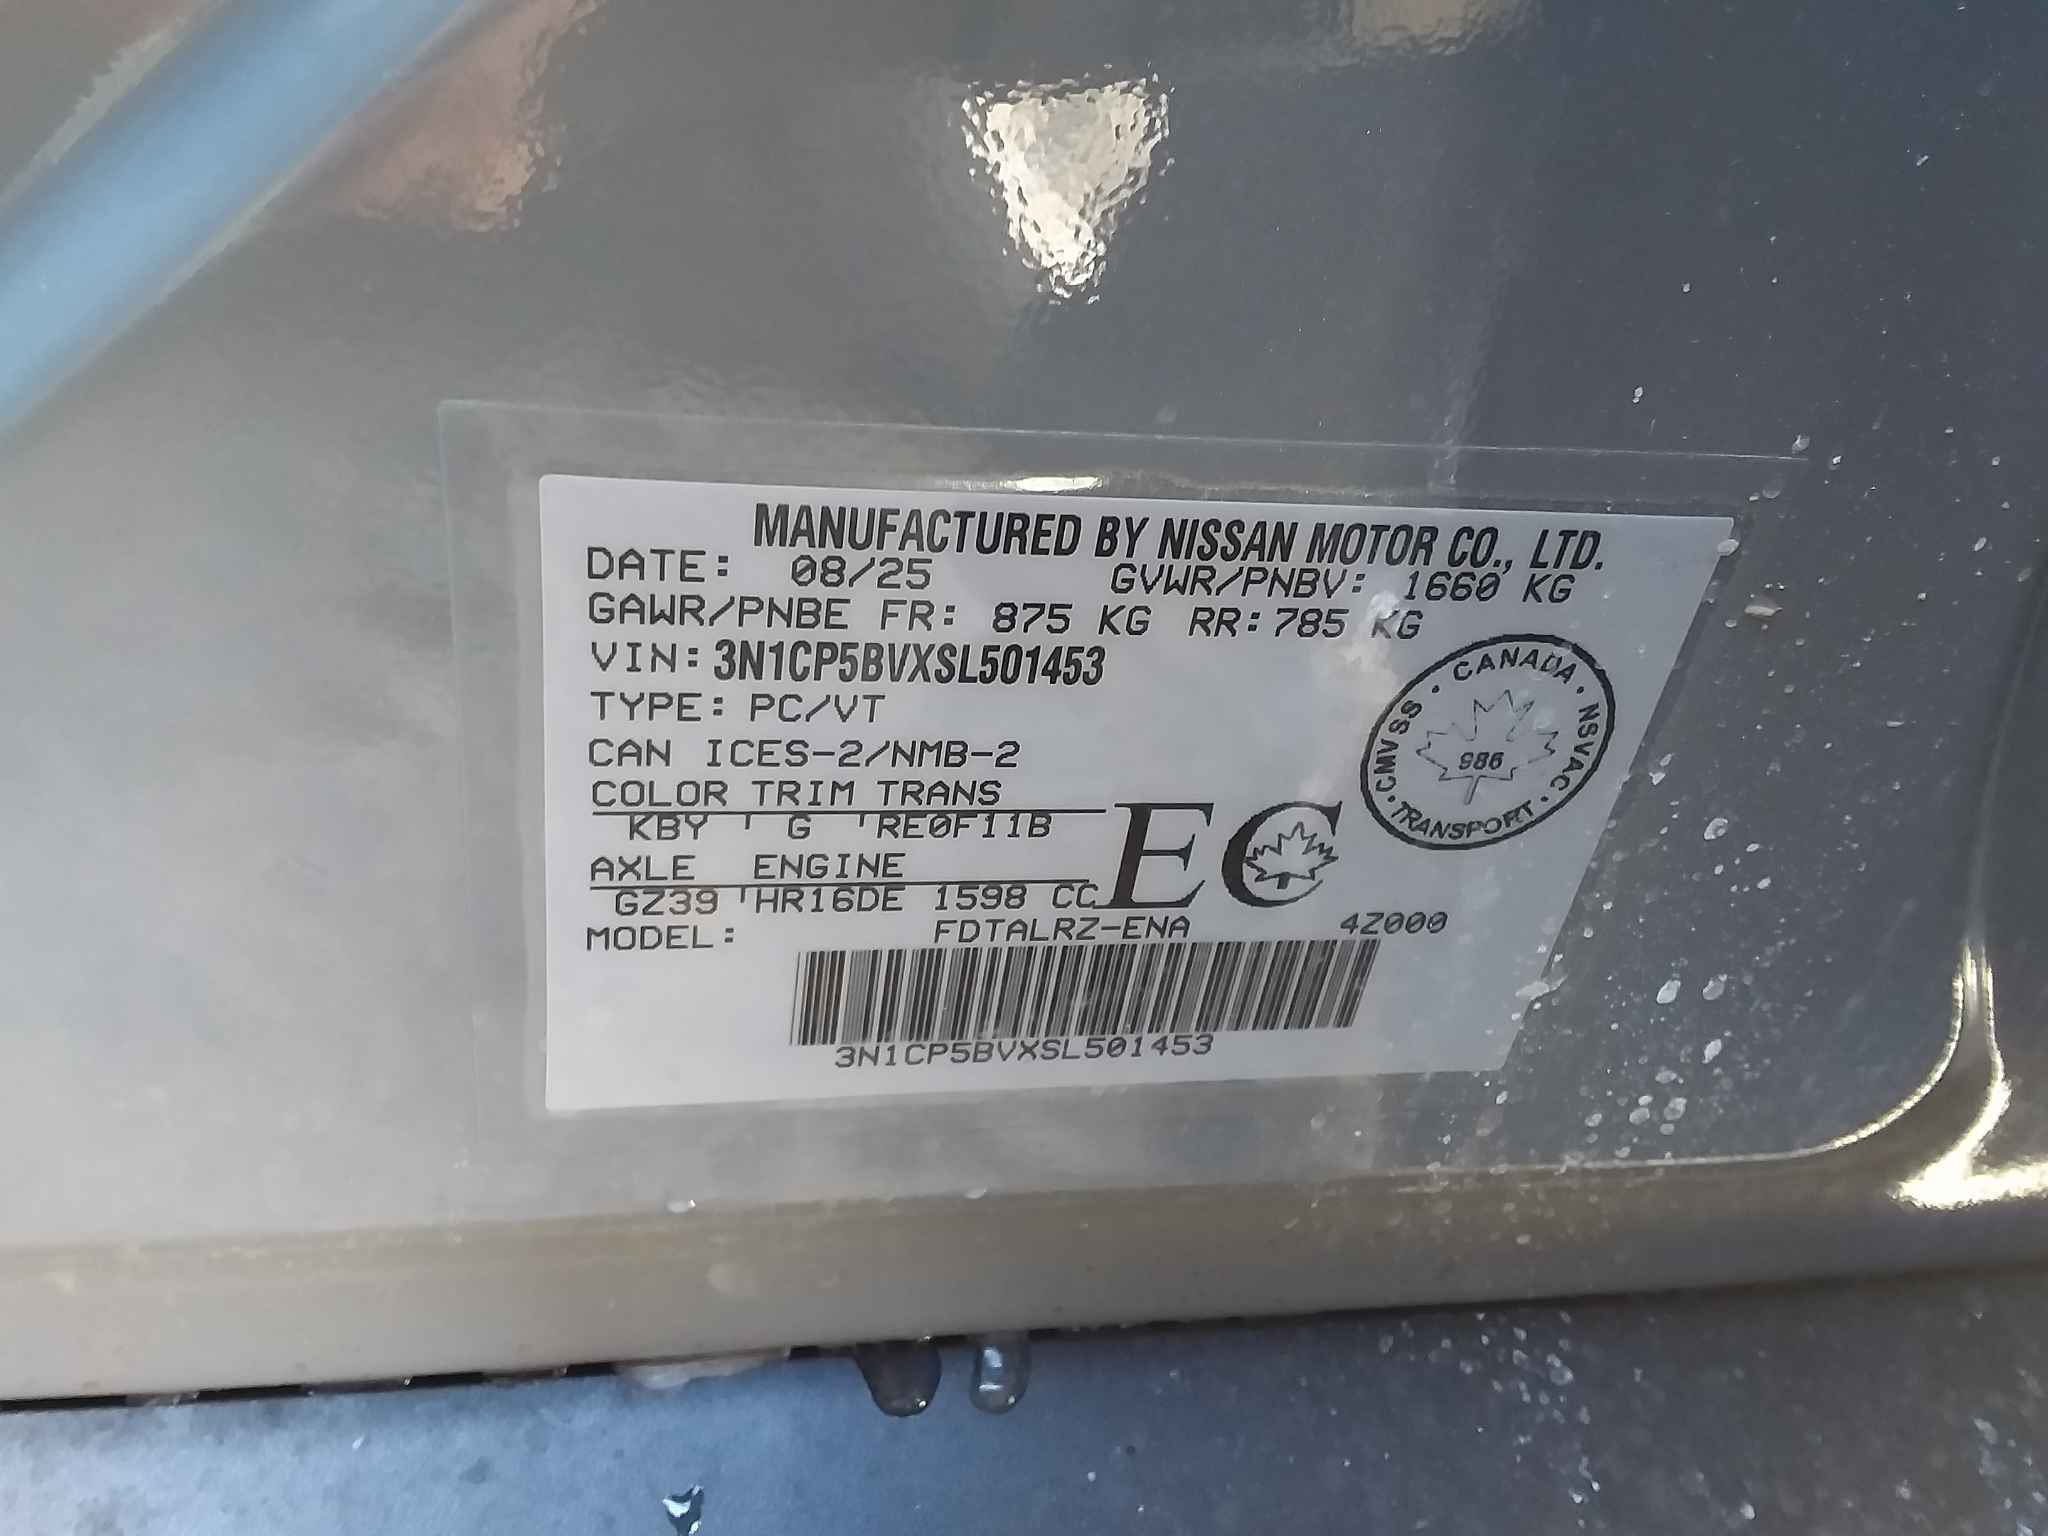 MANUFACTURED BY NISSAN MOTOR CO., LTD.
DATE: 08/25 GVWR/PNBV: 1660 KG
GAWR/PNBE FR: 875 KG RR: 785 KG
VIN: 3N1CP5BVXSL501453
TYPE: PC/VT
CAN ICES-2/NMB-2
COLOR TRIM TRANS
KBY G RE0F11B
AXLE ENGINE
GZ39 HR16DE 1598 CC
EC
CANADA · NSVAC · TRANSPORT · CMVSS ·
986
MODEL: FDTALRZ-ENA 4Z000
3N1CP5BVXSL501453